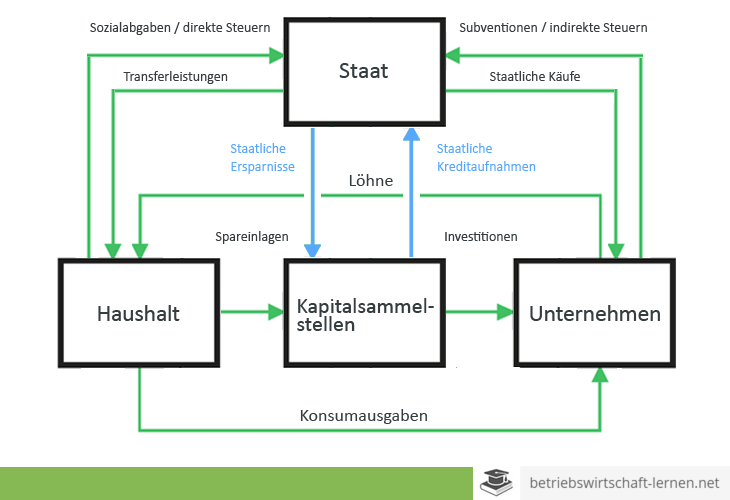 Sozialabgaben / direkte Steuern
Subventionen / indirekte Steuern
Staat
Transferleistungen
Staatliche Käufe
Staatliche
Ersparnisse
Staatliche
Kreditaufnahmen
Löhne
Spareinlagen
Investitionen
Haushalt
Kapitalsammel-
stellen
Unternehmen
Konsumausgaben
betriebswirtschaft-lernen.net